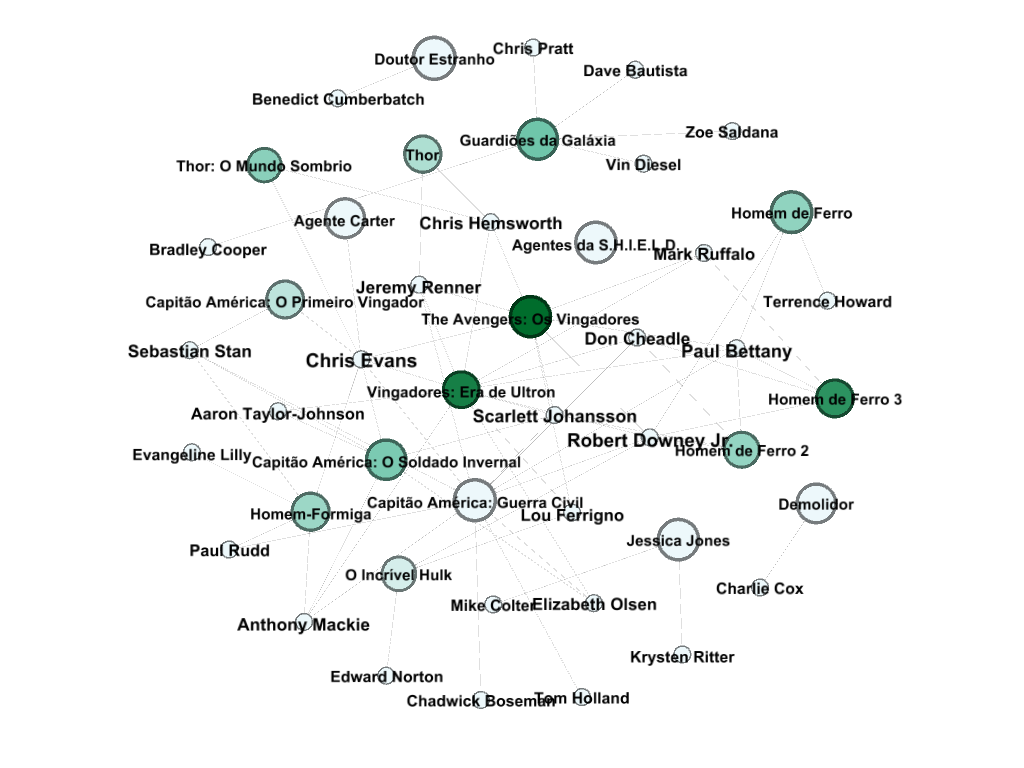 Chris Pratt
Doutor Estranho
Dave Bautista
Benedict Cumberbatch
Zoe Saldana
Guardiões da Galáxia
Thor
Vin Diesel
Thor: O Mundo Sombrio
Homem de Ferro
Agente Carter
Chris Hemsworth
Agentes da S.H.I.E.L.D.
Bradley Cooper
Mark Ruffalo
Jeremy Renner
Capitão América: O Primeiro Vingador
Terrence Howard
The Avengers: Os Vingadores
Don Cheadle
Sebastian Stan
Paul Bettany
Chris Evans
Vingadores: Era de Ultron
Homem de Ferro 3
Aaron Taylor-Johnson
Scarlett Johansson
Robert Downey Jr.
Homem de Ferro 2
Evangeline Lilly
Capitão América: O Soldado Invernal
Capitão América: Guerra Civil
Demolidor
Homem-Formiga
Lou Ferrigno
Jessica Jones
Paul Rudd
O Incrível Hulk
Charlie Cox
Mike Colter
Elizabeth Olsen
Anthony Mackie
Krysten Ritter
Edward Norton
Tom Holland
Chadwick Boseman